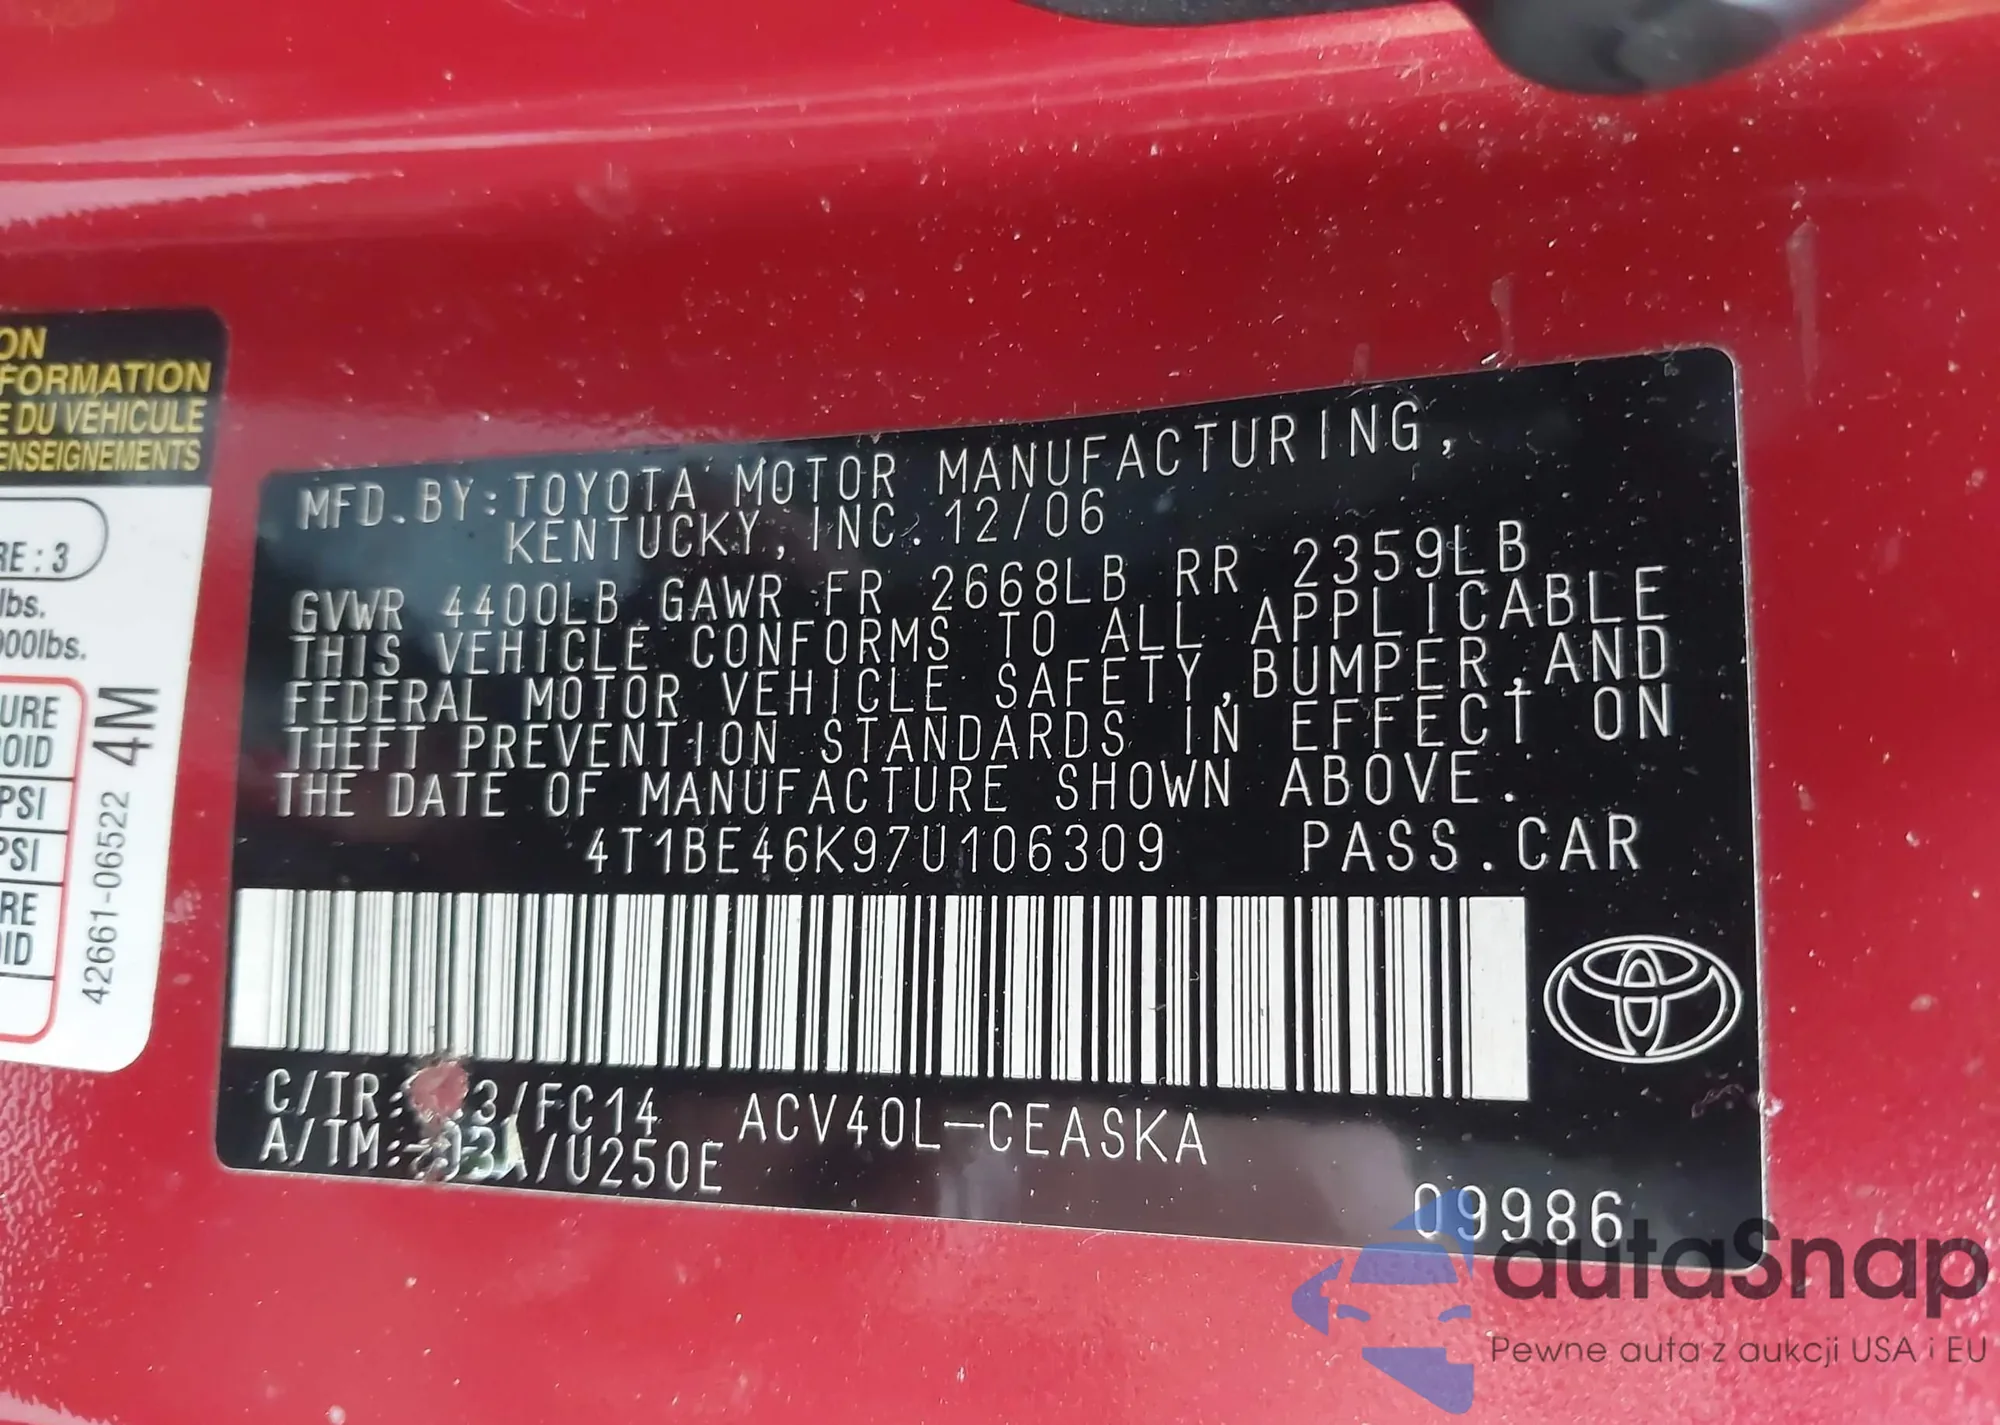 ON
FORMATION
E DU VÉHICULE
ENSEIGNEMENTS
RE : 3
lbs.
000lbs.
URE
OID
PSI
PSI
RE
ID
42661-06522 4M
MFD. BY: TOYOTA MOTOR MANUFACTURING,
KENTUCKY, INC. 12/06
GVWR 4400LB GAWR FR 2668LB RR 2359LB
THIS VEHICLE CONFORMS TO ALL APPLICABLE
FEDERAL MOTOR VEHICLE SAFETY, BUMPER, AND
THEFT PREVENTION STANDARDS IN EFFECT ON
THE DATE OF MANUFACTURE SHOWN ABOVE.
4T1BE46K97U106309 PASS. CAR
C/TR: 3/FC14 ACV40L-CEASKA
A/TM: /U250E
09986
autoSnap
Pewne auta z aukcji USA i EU